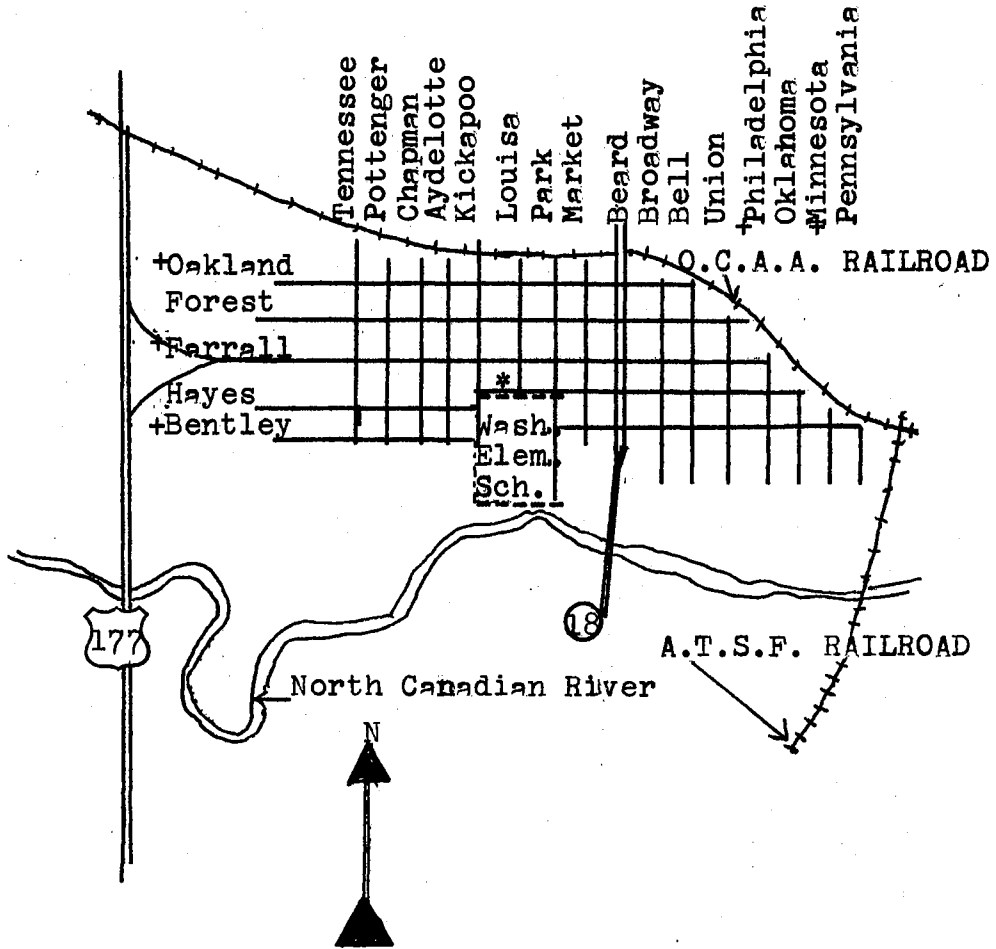 Tennessee
Pottenger
Chapman
Aydelotte
Kickapoo
Louisa
Park
Market
Beard
Broadway
Bell
Union
+Philadelphia
Oklahoma
+Minnesota
Pennsylvania
+Oakland
Forest
+Farrall
Hayes
+Bentley
O.C.A.A. RAILROAD
*
Wash.
Elem.
Sch.
177
18
A.T.S.F. RAILROAD
North Canadian River
N